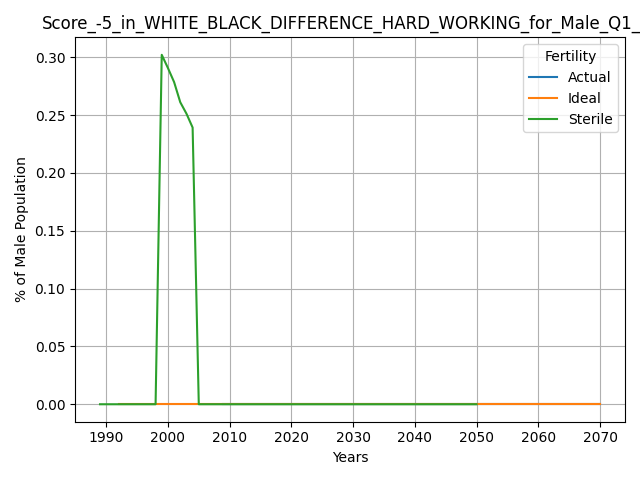 Score_-5_in_WHITE_BLACK_DIFFERENCE_HARD_WORKING_for_Male_Q1_
Fertility
Actual
Ideal
Sterile
% of Male Population
0.30
0.25
0.20
0.15
0.10
0.05
0.00
1990 2000 2010 2020 2030 2040 2050 2060 2070
Years